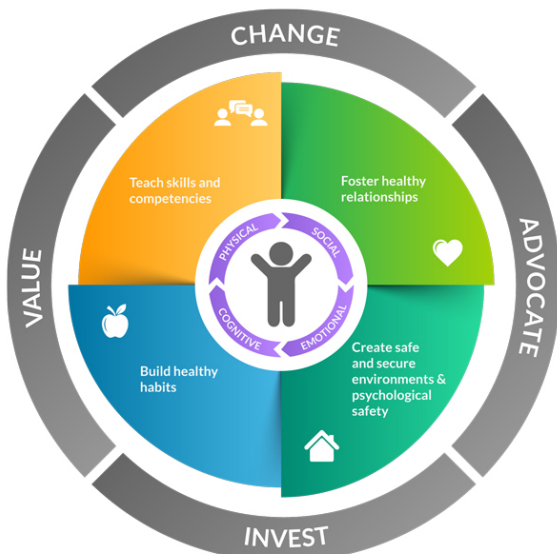 CHANGE
Teach skills and
competencies
Foster healthy
relationships
PHYSICAL
SOCIAL
VALUE
ADVOCATE
COGNITIVE
EMOTIONAL
Build healthy
habits
Create safe
and secure
environments &
psychological
safety
INVEST